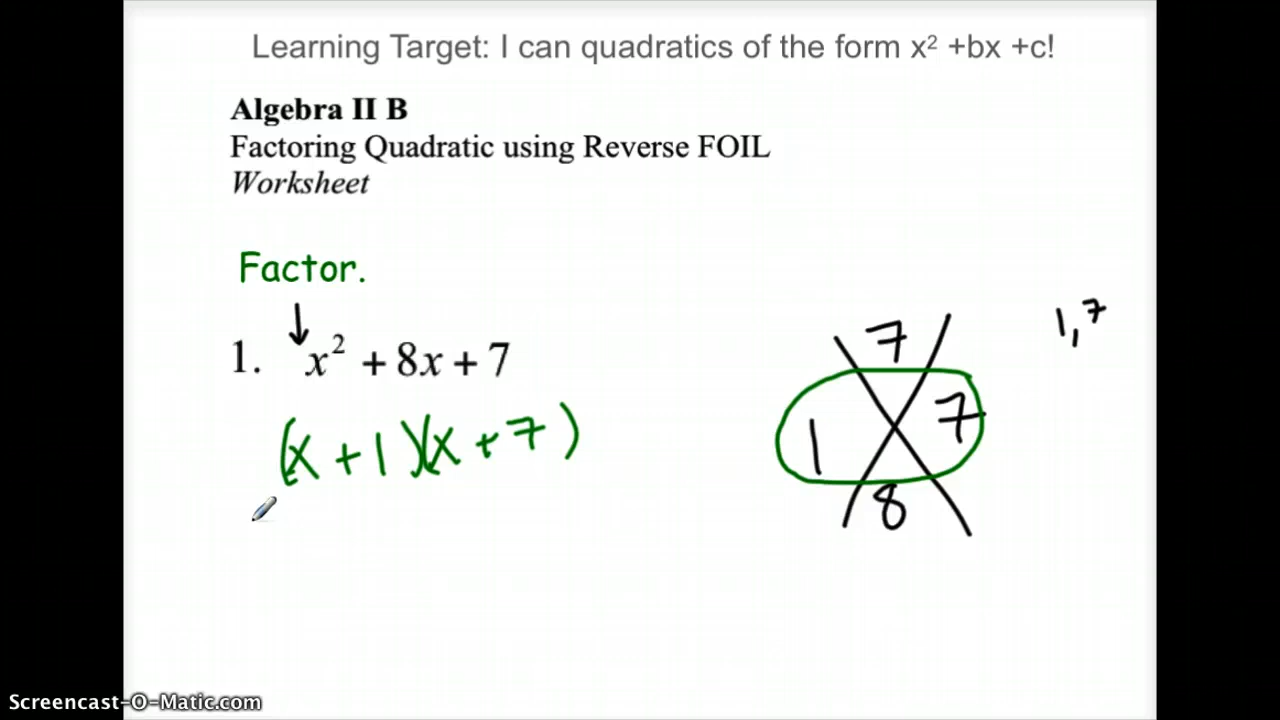 Learning Target: I can quadratics of the form x² +bx +c!
Algebra II B
Factoring Quadratic using Reverse FOIL
Worksheet
Factor.
1. x² + 8x + 7
(x + 1)(x + 7)
7
1 7
8
1, 7
Screencast-O-Matic.com